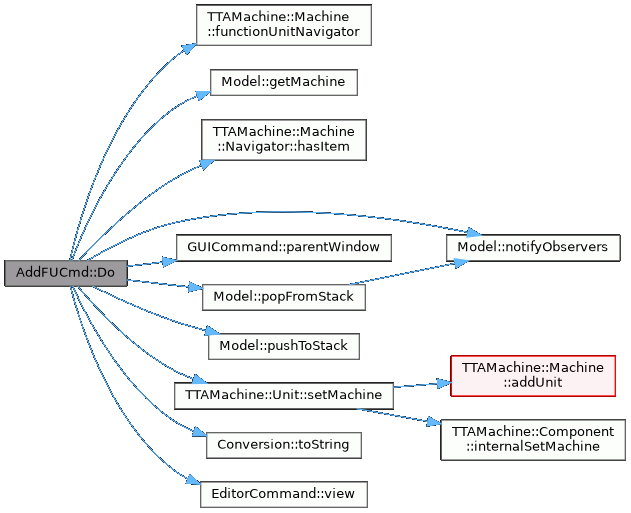 TTAMachine::Machine
::functionUnitNavigator
Model::getMachine
TTAMachine::Machine
::Navigator::hasItem
Model::notifyObservers
GUICommand::parentWindow
AddFUCmd::Do
Model::popFromStack
Model::pushToStack
TTAMachine::Machine
::addUnit
TTAMachine::Unit::setMachine
TTAMachine::Component
::internalSetMachine
Conversion::toString
EditorCommand::view